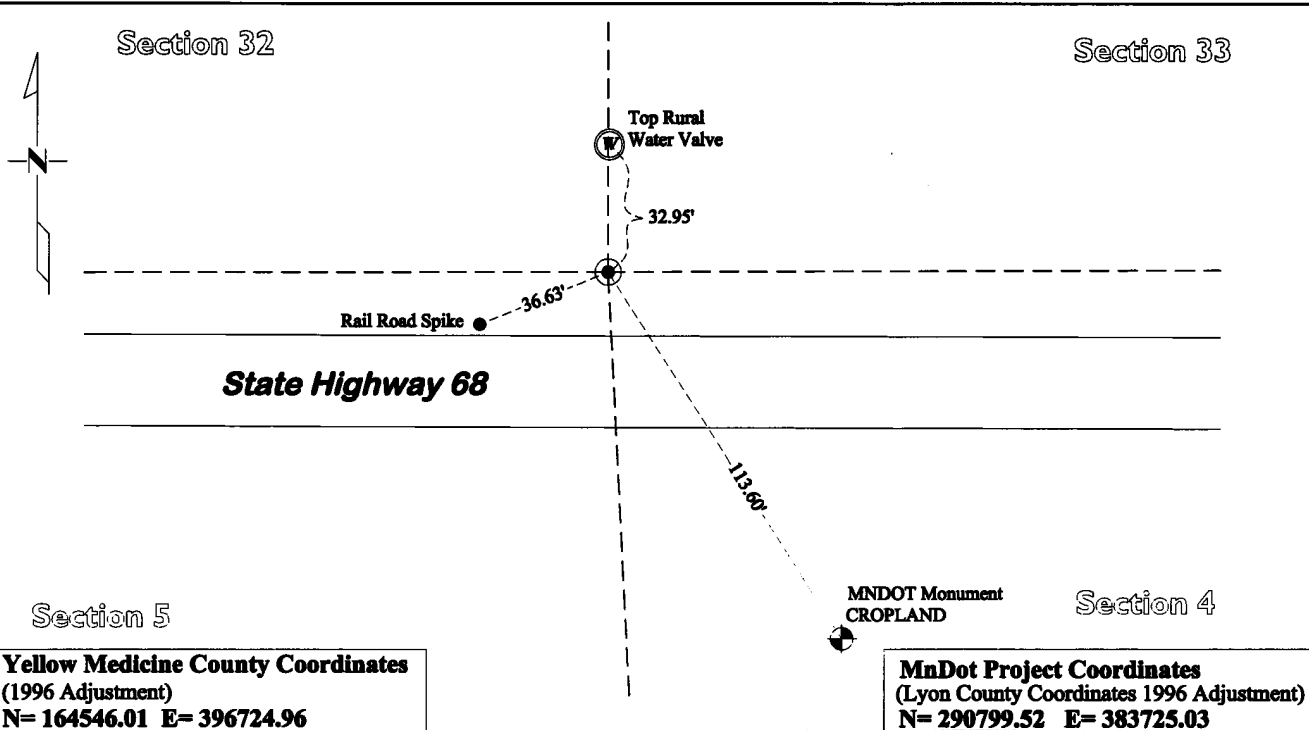 Section 32
Section 33
N
Top Rural
Water Valve
W
32.95'
36.63'
Rail Road Spike
State Highway 68
113.60'
MNDOT Monument
CROPLAND
Section 5
Section 4
Yellow Medicine County Coordinates
(1996 Adjustment)
N= 164546.01 E= 396724.96
MnDot Project Coordinates
(Lyon County Coordinates 1996 Adjustment)
N= 290799.52 E= 383725.03